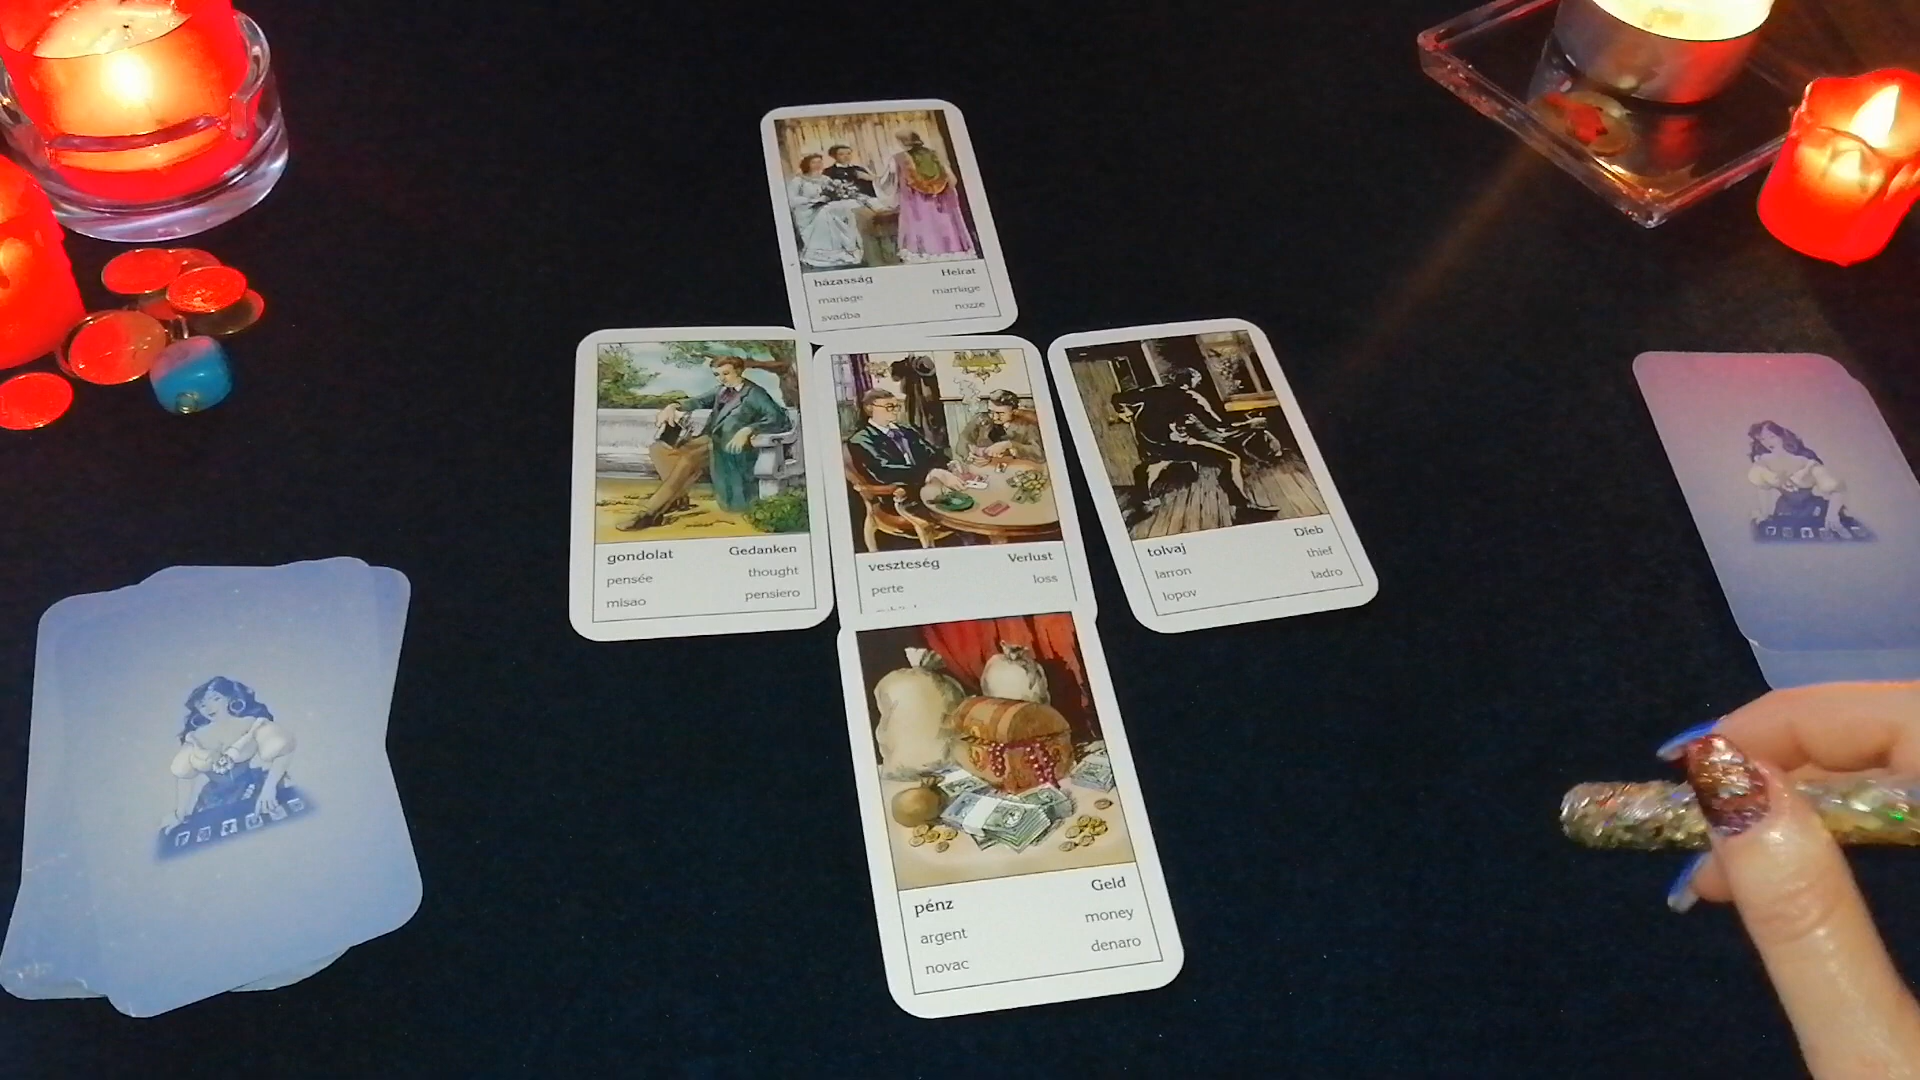 házasság Heirat
mariage marriage
svadba nozze
gondolat Gedanken
pensée thought
misao pensiero
veszteség Verlust
perte loss
tolvaj Dieb
larron thief
lopov ladro
pénz Geld
argent money
novac denaro